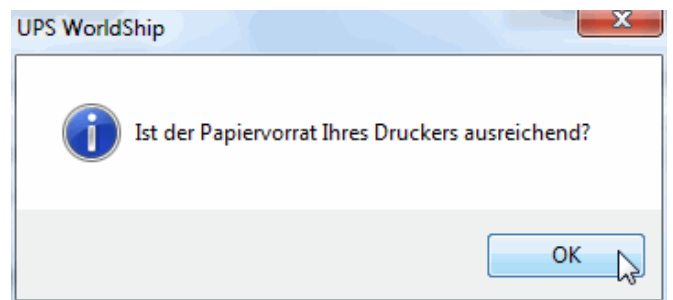 UPS WorldShip
Ist der Papiervorrat Ihres Druckers ausreichend?
OK